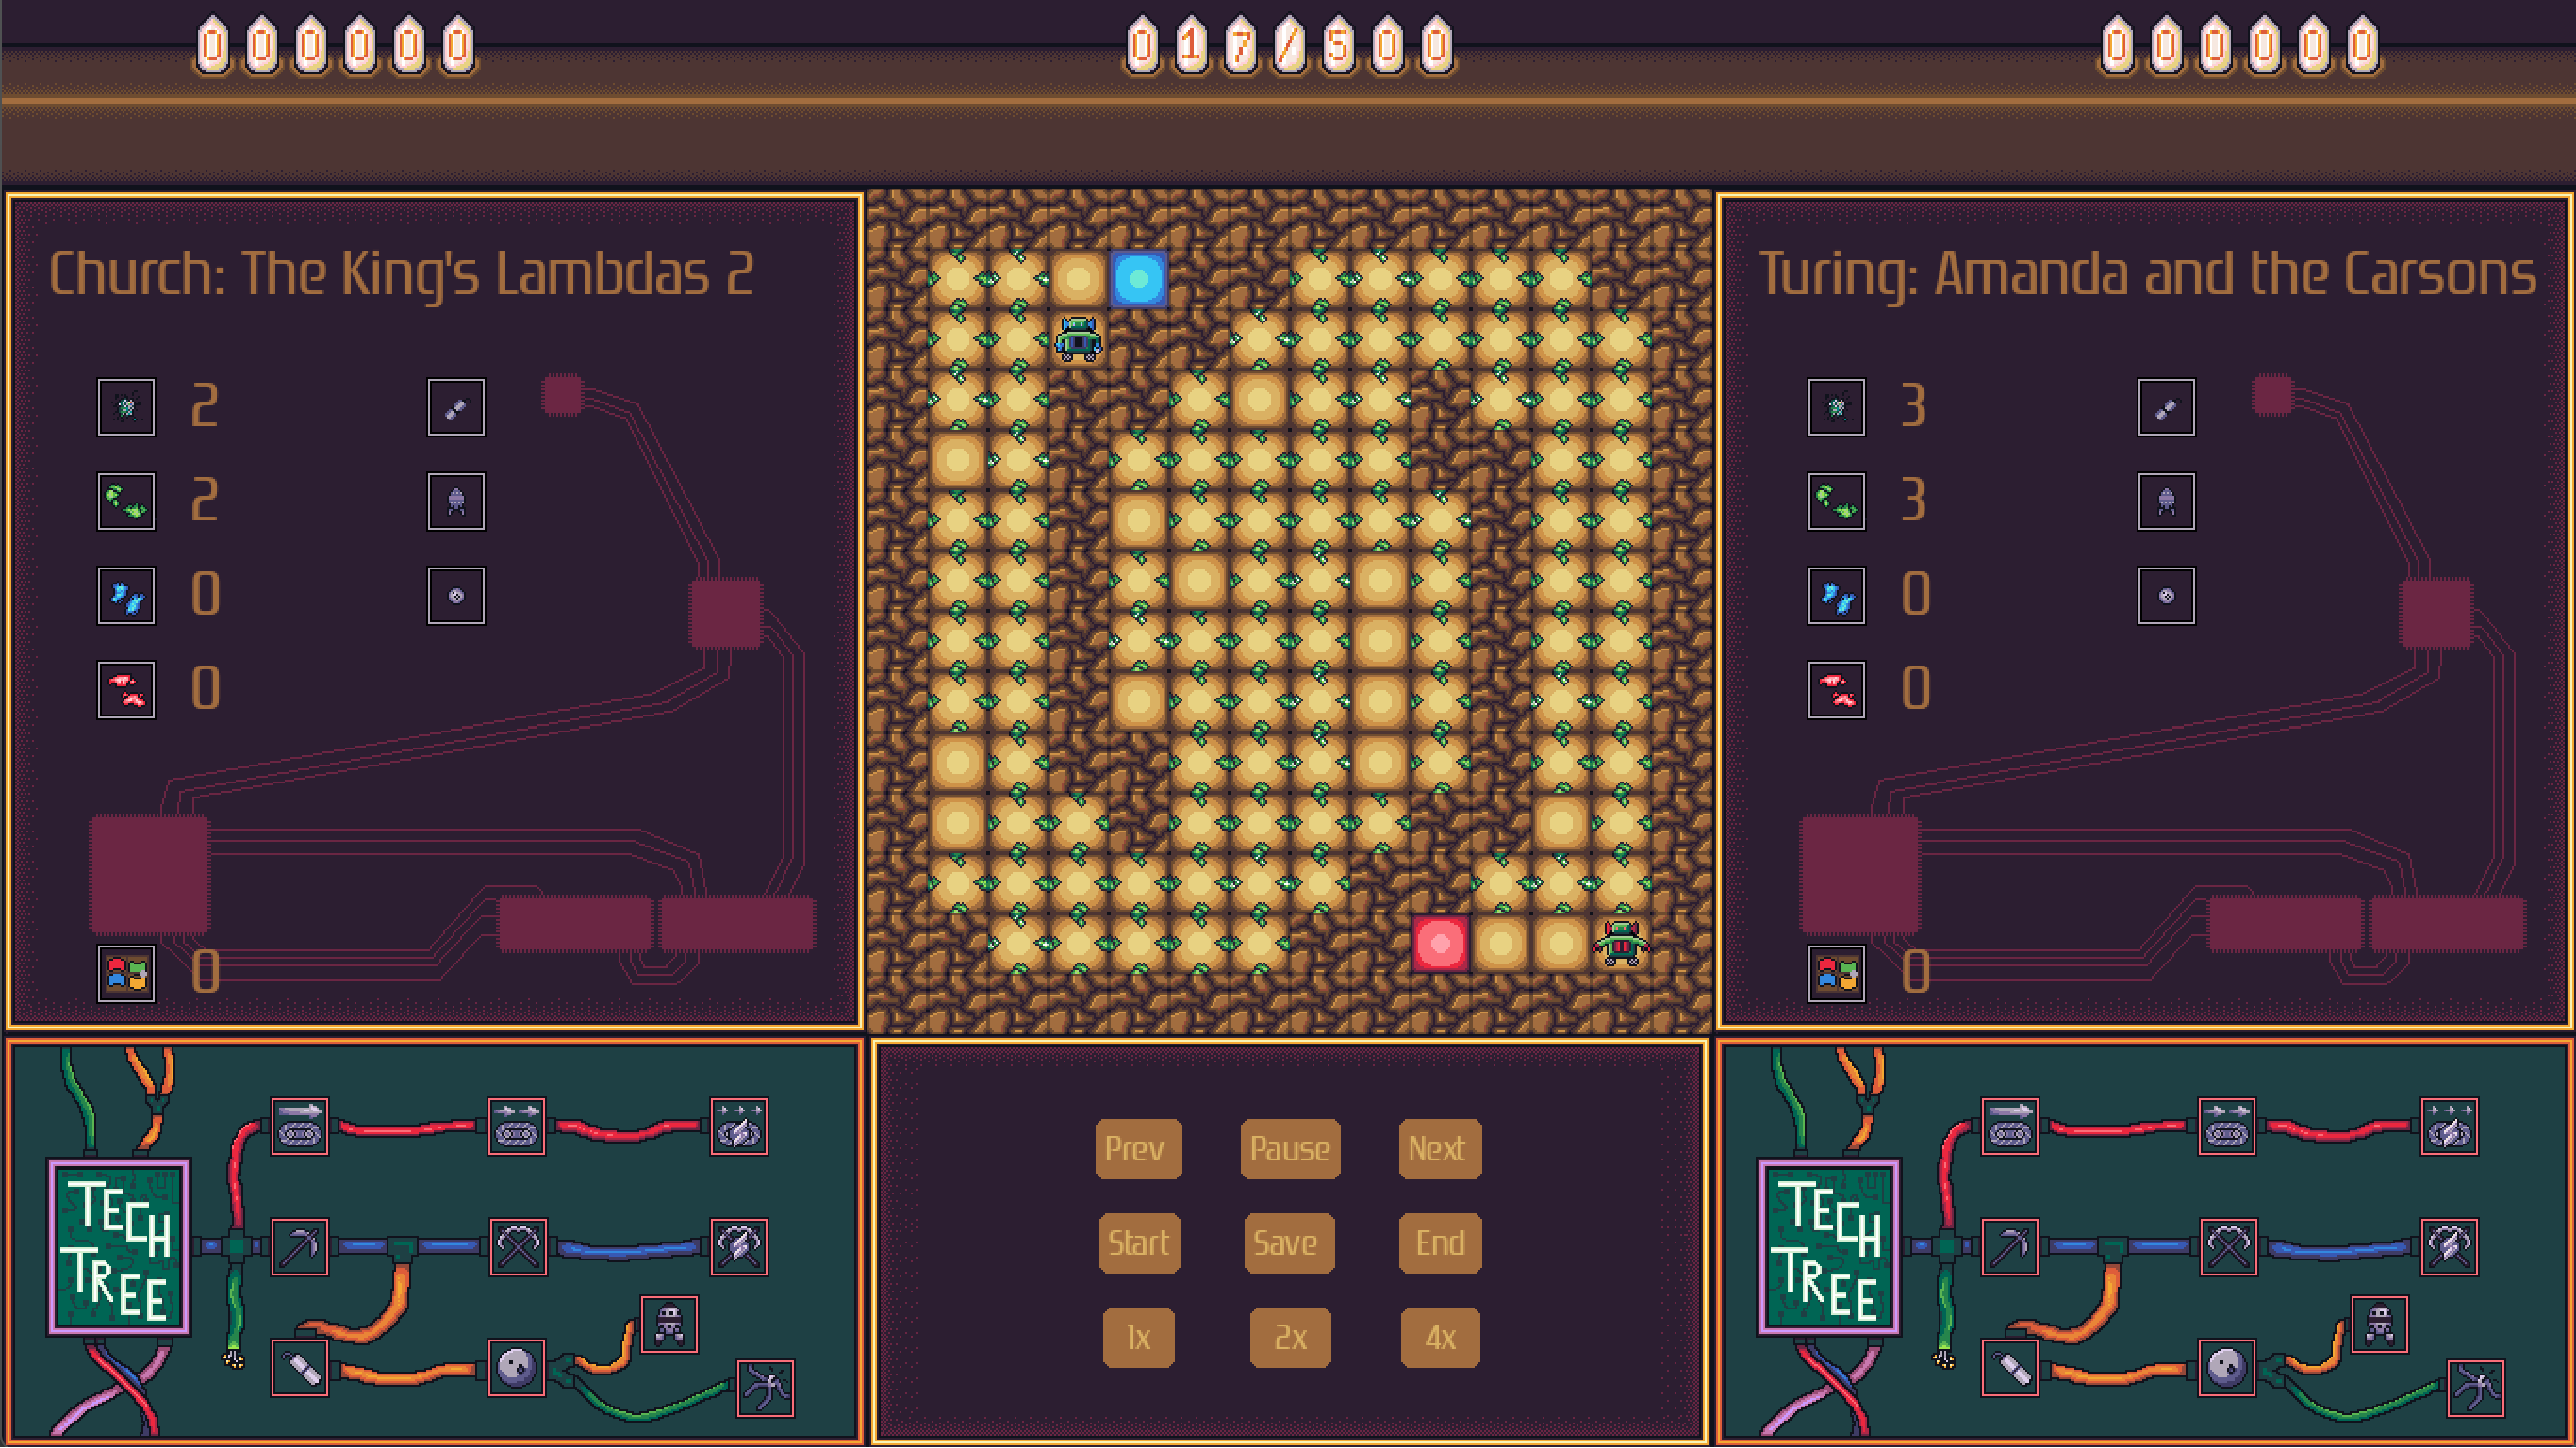 000000
017/500
000000
Church: The King's Lambdas 2
Turing: Amanda and the Carsons
2
2
0
0
0
3
3
0
0
0
TECH
TREE
Prev Pause Next
Start Save End
1x 2x 4x
TECH
TREE